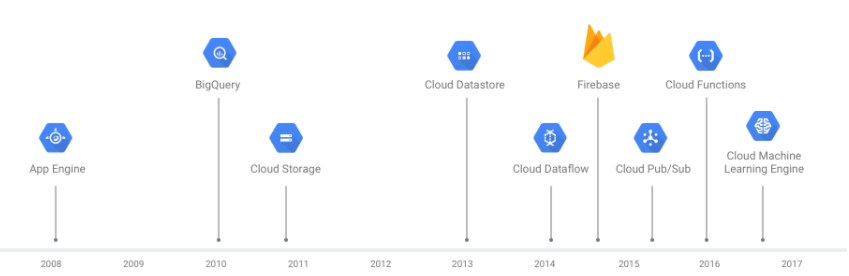 BigQuery
Cloud Datastore
Firebase
Cloud Functions
App Engine
Cloud Storage
Cloud Dataflow
Cloud Pub/Sub
Cloud Machine
Learning Engine
2008
2009
2010
2011
2012
2013
2014
2015
2016
2017